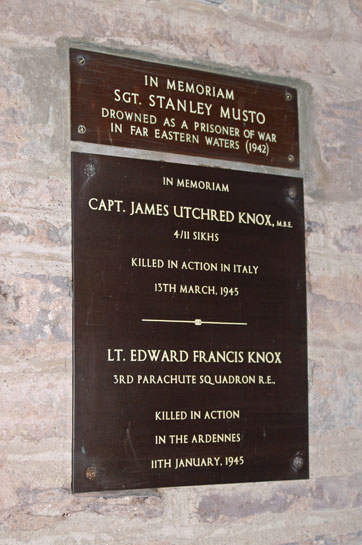 IN MEMORIAM
SGT. STANLEY MUSTO
DROWNED AS A PRISONER OF WAR
IN FAR EASTERN WATERS (1942)
IN MEMORIAM
CAPT. JAMES UTCHRED KNOX, M.B.E.
4/11 SIKHS
KILLED IN ACTION IN ITALY
13TH MARCH, 1945
LT. EDWARD FRANCIS KNOX
3RD PARACHUTE SQUADRON R.E.,
KILLED IN ACTION
IN THE ARDENNES
11TH JANUARY, 1945